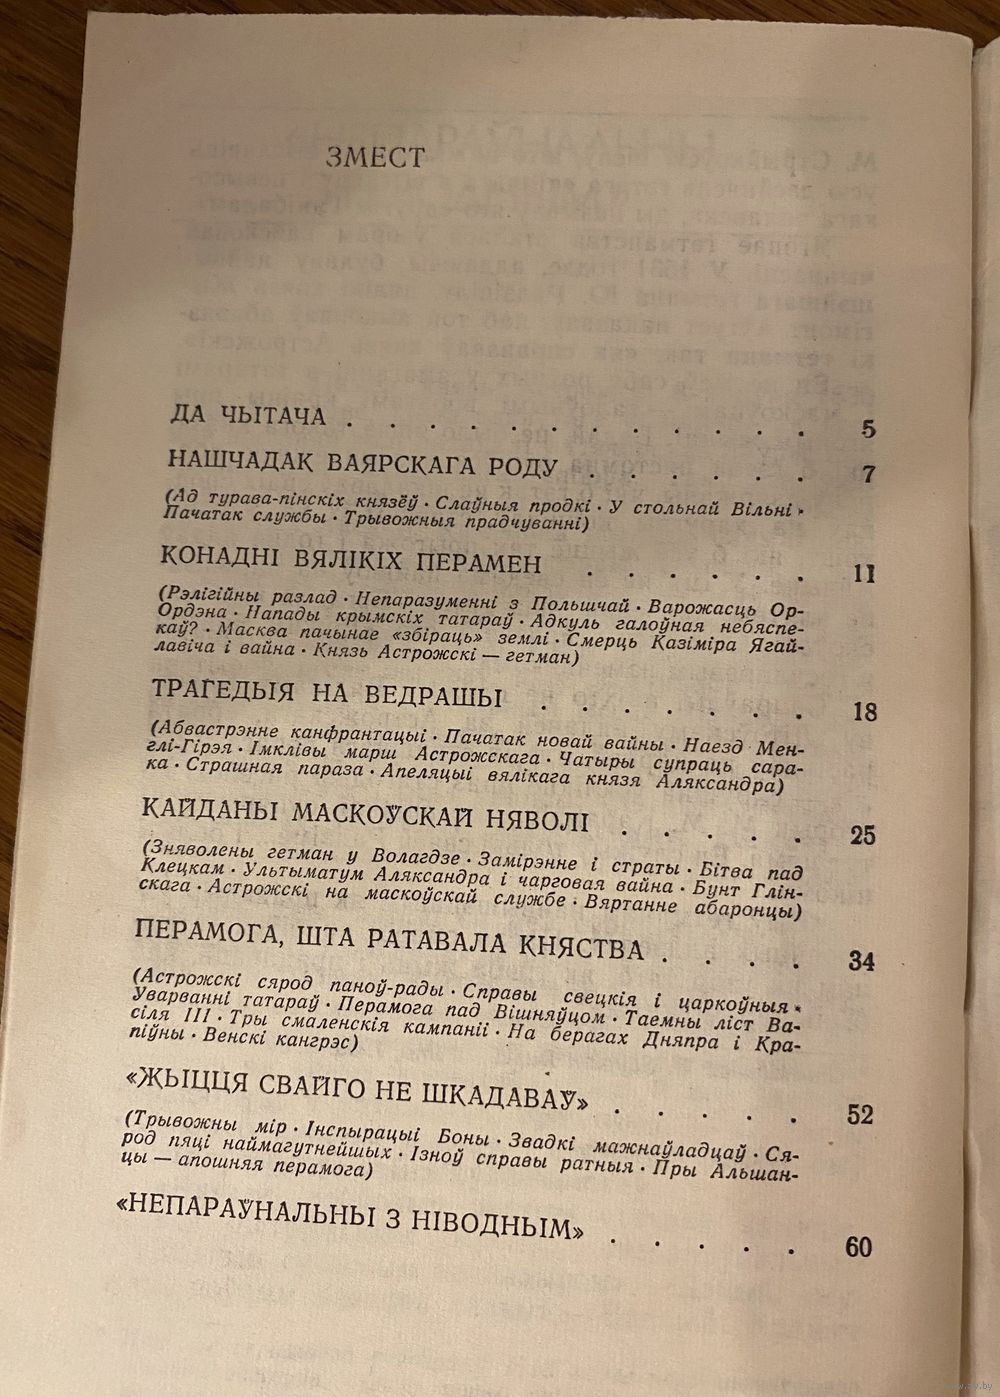 ЗМЕСТ
ДА ЧЫТАЧА . . . . . . . . . . . . 5
НАШЧАДАК ВАЯРСКАГА РОДУ . . . . . . 7
(Ад турава-пінскіх князёў · Слаўныя продкі · У стольнай Вільні ·
Пачатак службы · Трывожныя прадчуванні)
КОНАДНІ ВЯЛІКІХ ПЕРАМЕН . . . . . . 11
(Рэлігійны разлад · Непаразуменні з Польшчай · Варожасць Ор-
Ордэна · Напады крымскіх татараў · Адкуль галоўная небяспе-
каў? · Масква пачынае «збіраць» землі · Смерць Казіміра Ягай-
лавіча і вайна · Князь Астрожскі — гетман)
ТРАГЕДЫЯ НА ВЕДРАШЫ . . . . . . . 18
(Абвастрэнне канфрантацыі · Пачатак новай вайны · Наезд Мен-
глі-Гірэя · Імклівы марш Астрожскага · Чатыры супраць сара-
ка · Страшная параза · Апеляцыі вялікага князя Аляксандра)
КАЙДАНЫ МАСКОЎСКАЙ НЯВОЛІ . . . . . 25
(Зняволены гетман у Волагдзе · Замірэнне і страты · Бітва пад
Клецкам · Ультыматум Аляксандра і чарговая вайна · Бунт Глін-
скага · Астрожскі на маскоўскай службе · Вяртанне абаронцы)
ПЕРАМОГА, ШТА РАТАВАЛА КНЯСТВА . . . . 34
(Астрожскі сярод паноў-рады · Справы свецкія і царкоўныя ·
Уварванні татараў · Перамога пад Вішняўцом · Таемны ліст Ва-
сіля III · Тры смаленскія кампаніі · На берагах Дняпра і Кра-
піўны · Венскі кангрэс)
«ЖЫЦЦЯ СВАЙГО НЕ ШКАДАВАЎ» . . . . . 52
(Трывожны мір · Інспырацыі Боны · Звадкі мажнаўладцаў · Ся-
род пяці наймагутнейшых · Ізноў справы ратныя · Пры Альшан-
цы — апошняя перамога)
«НЕПАРАЎНАЛЬНЫ З НІВОДНЫМ» . . . . . 60